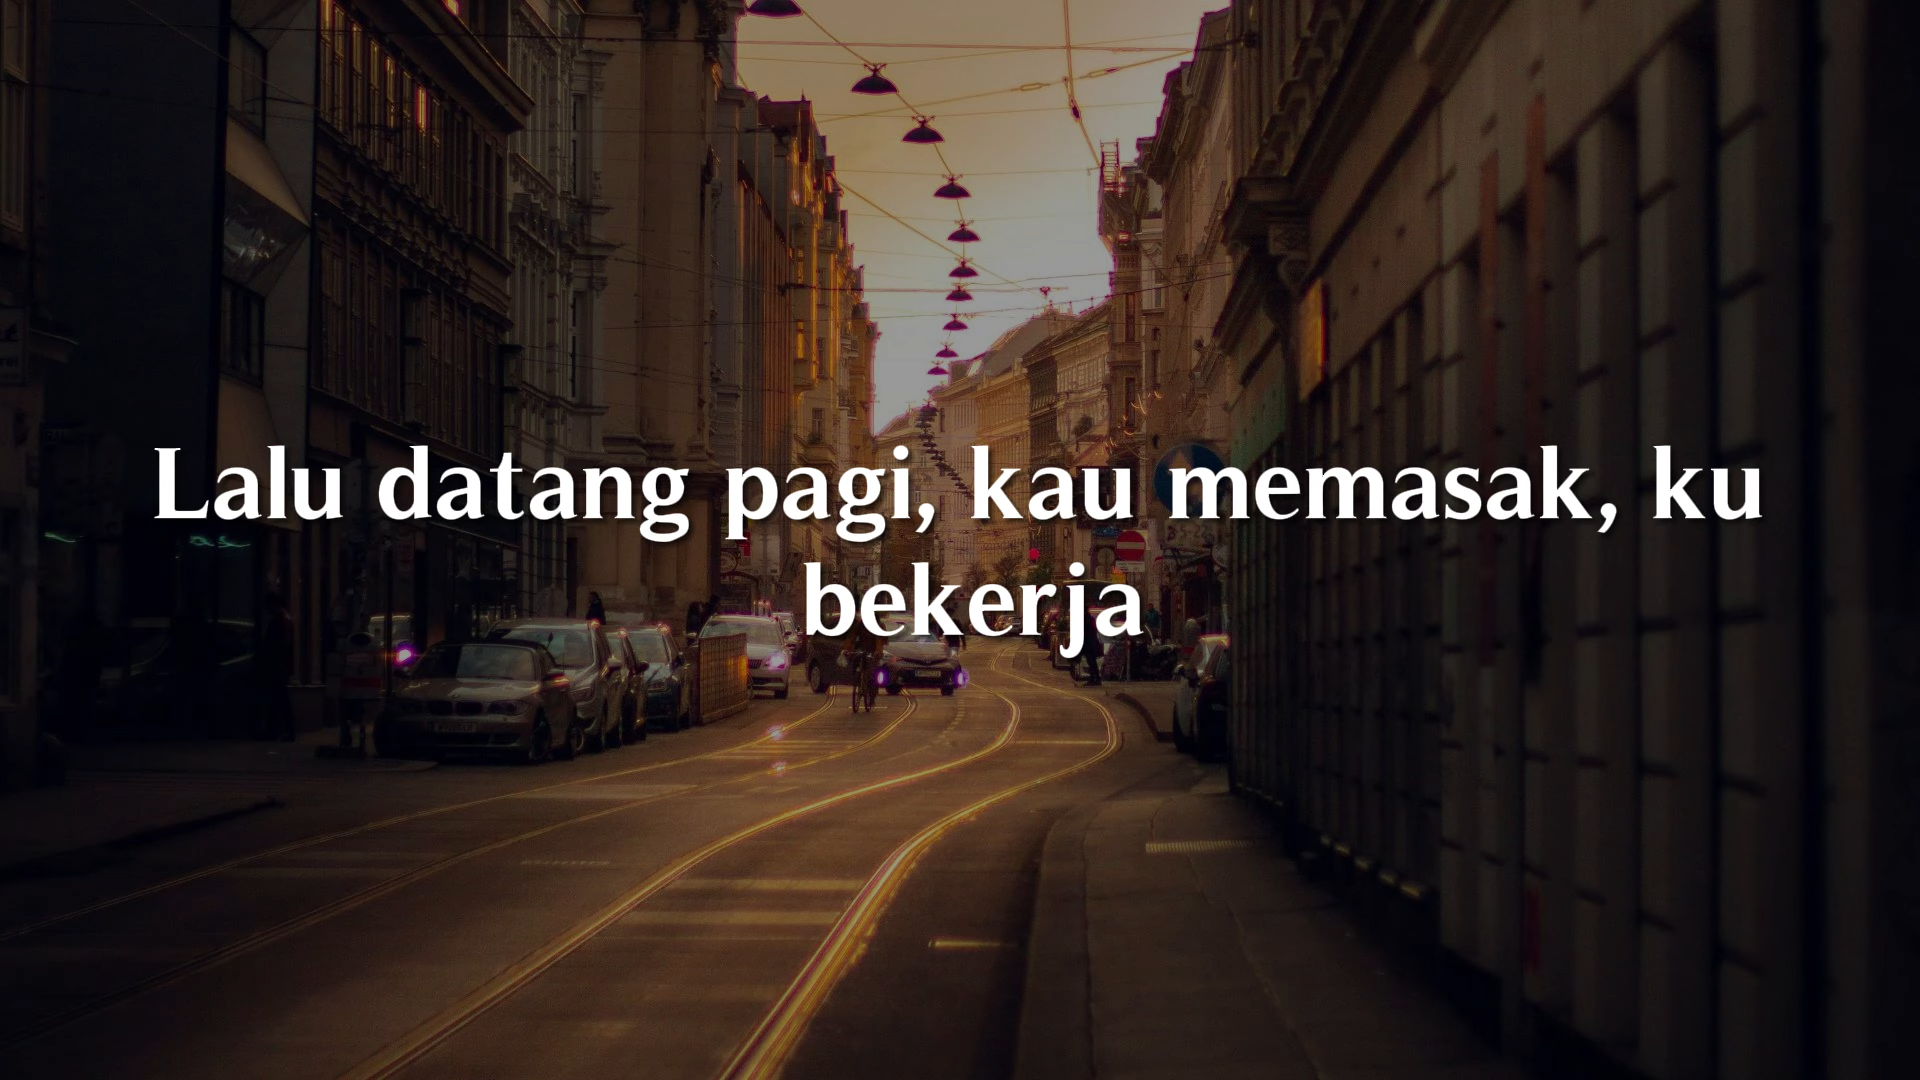 Lalu datang pagi, kau memasak, ku
bekerja